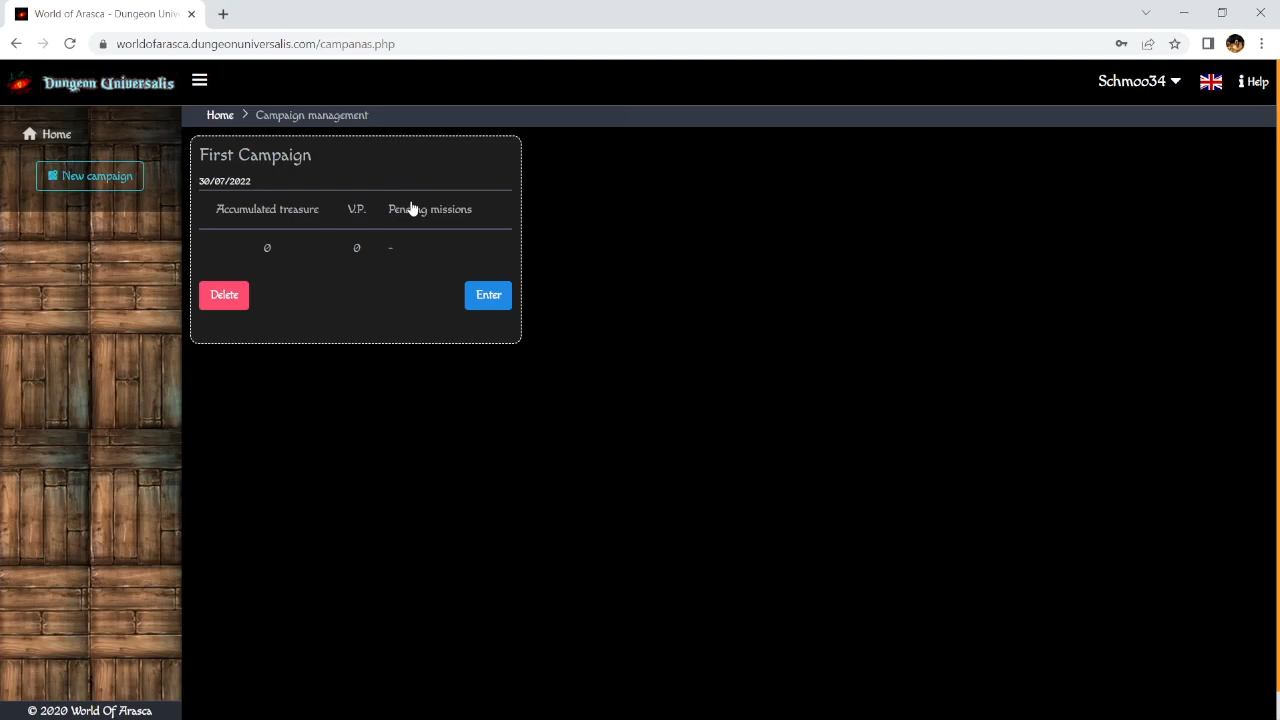 World of Arasca - Dungeon Univ
worldofarasca.dungeonuniversalis.com/campanas.php
Dungeon Universalis
Schmoo34
Help
Home
New campaign
Home > Campaign management
First Campaign
30/07/2022
Accumulated treasure V.P. Pending missions
0 0 -
Delete Enter
© 2020 World Of Arasca